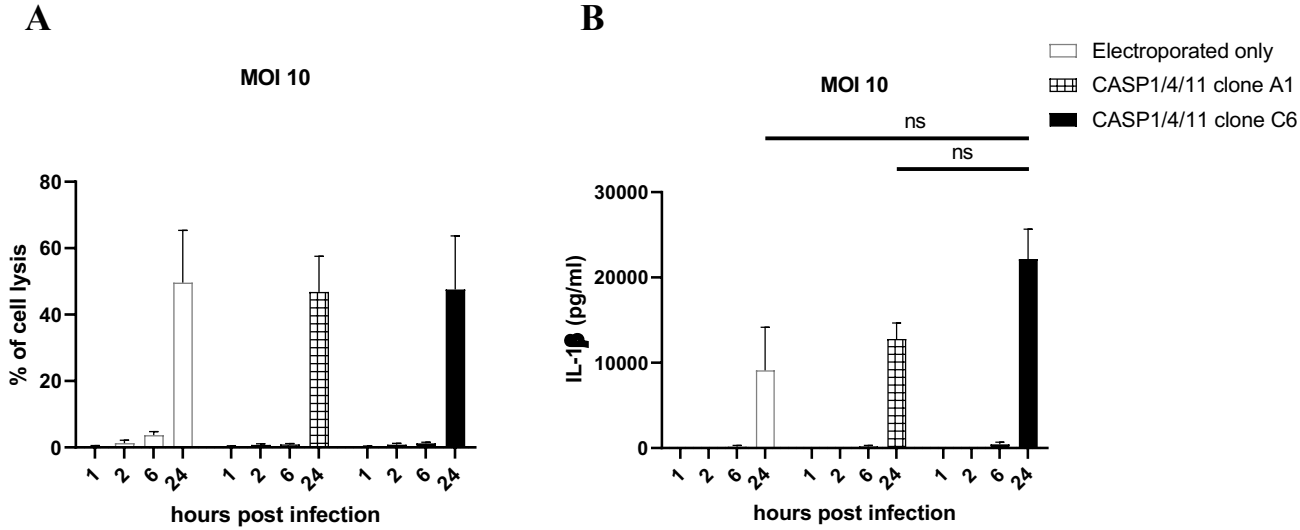 A
MOI 10
% of cell lysis
80
60
40
20
0
1 2 6 24 1 2 6 24 1 2 6 24
hours post infection
B
MOI 10
ns
ns
IL-1β (pg/ml)
30000
20000
10000
0
1 2 6 24 1 2 6 24 1 2 6 24
hours post infection
Electroporated only
CASP1/4/11 clone A1
CASP1/4/11 clone C6